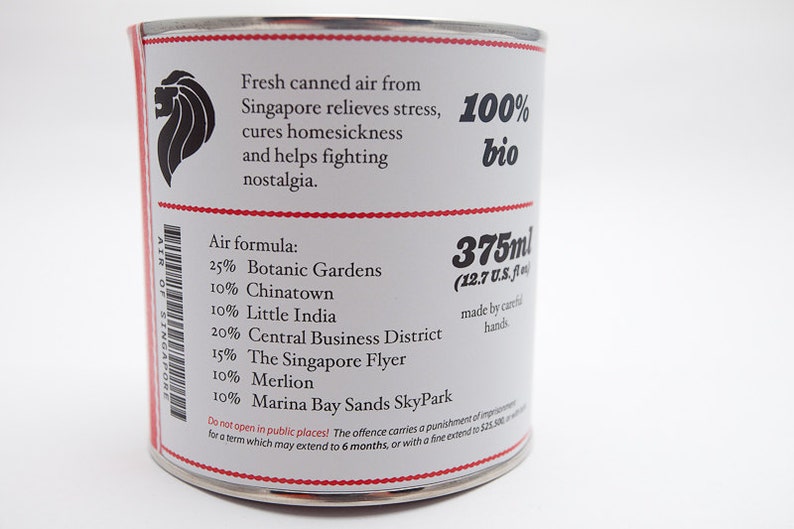 Fresh canned air from
Singapore relieves stress,
cures homesickness
and helps fighting
nostalgia.
100%
bio
AIR OF SINGAPORE
Air formula:
25% Botanic Gardens
10% Chinatown
10% Little India
20% Central Business District
15% The Singapore Flyer
10% Merlion
10% Marina Bay Sands SkyPark
375ml
(12.7 U.S. fl oz)
made by careful
hands.
Do not open in public places! The offence carries a punishment of imprisonment
for a term which may extend to 6 months, or with a fine extend to $25,500, or with